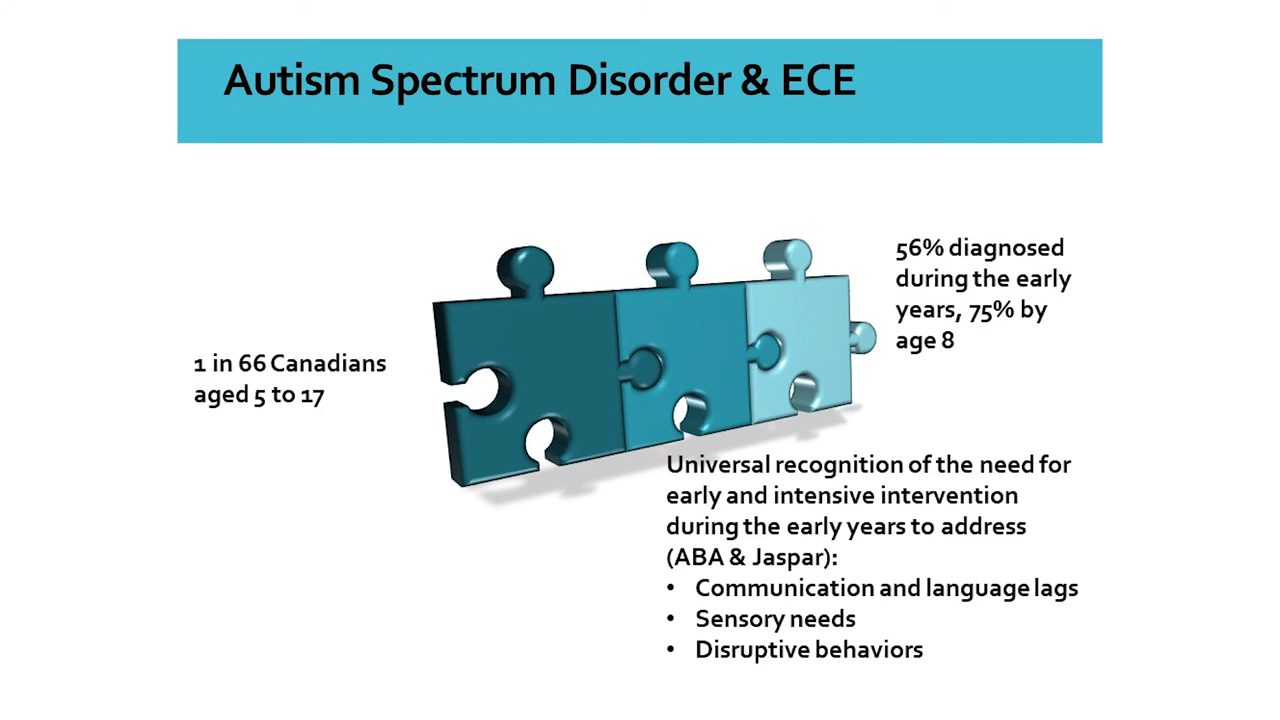 Autism Spectrum Disorder & ECE
56% diagnosed
during the early
years, 75% by
age 8
1 in 66 Canadians
aged 5 to 17
Universal recognition of the need for
early and intensive intervention
during the early years to address
(ABA & Jaspar):
• Communication and language lags
• Sensory needs
• Disruptive behaviors